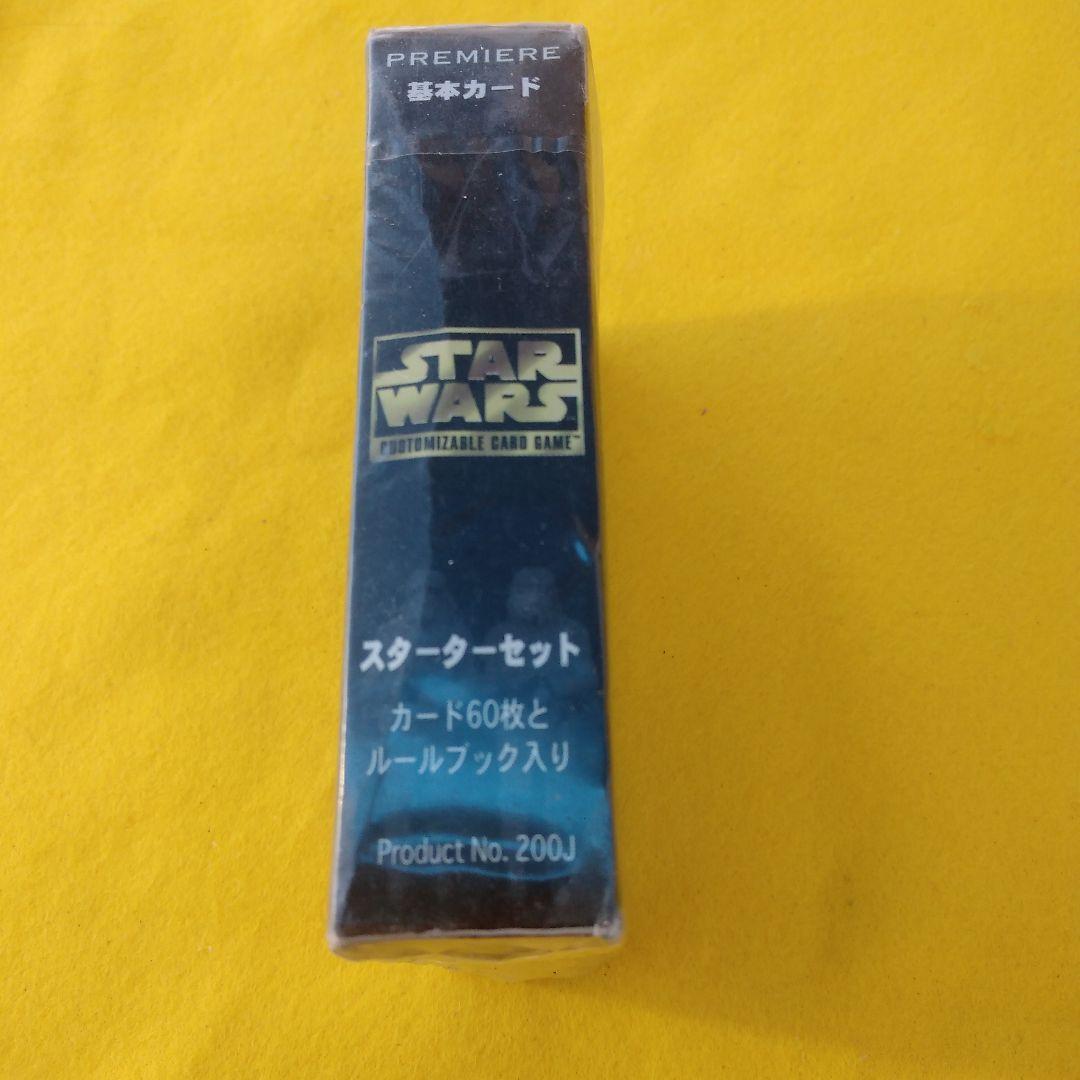 PREMIERE
基本カード
STAR
WARS
CUSTOMIZABLE CARD GAME™
スターターセット
カード60枚と
ルールブック入り
Product No. 200J